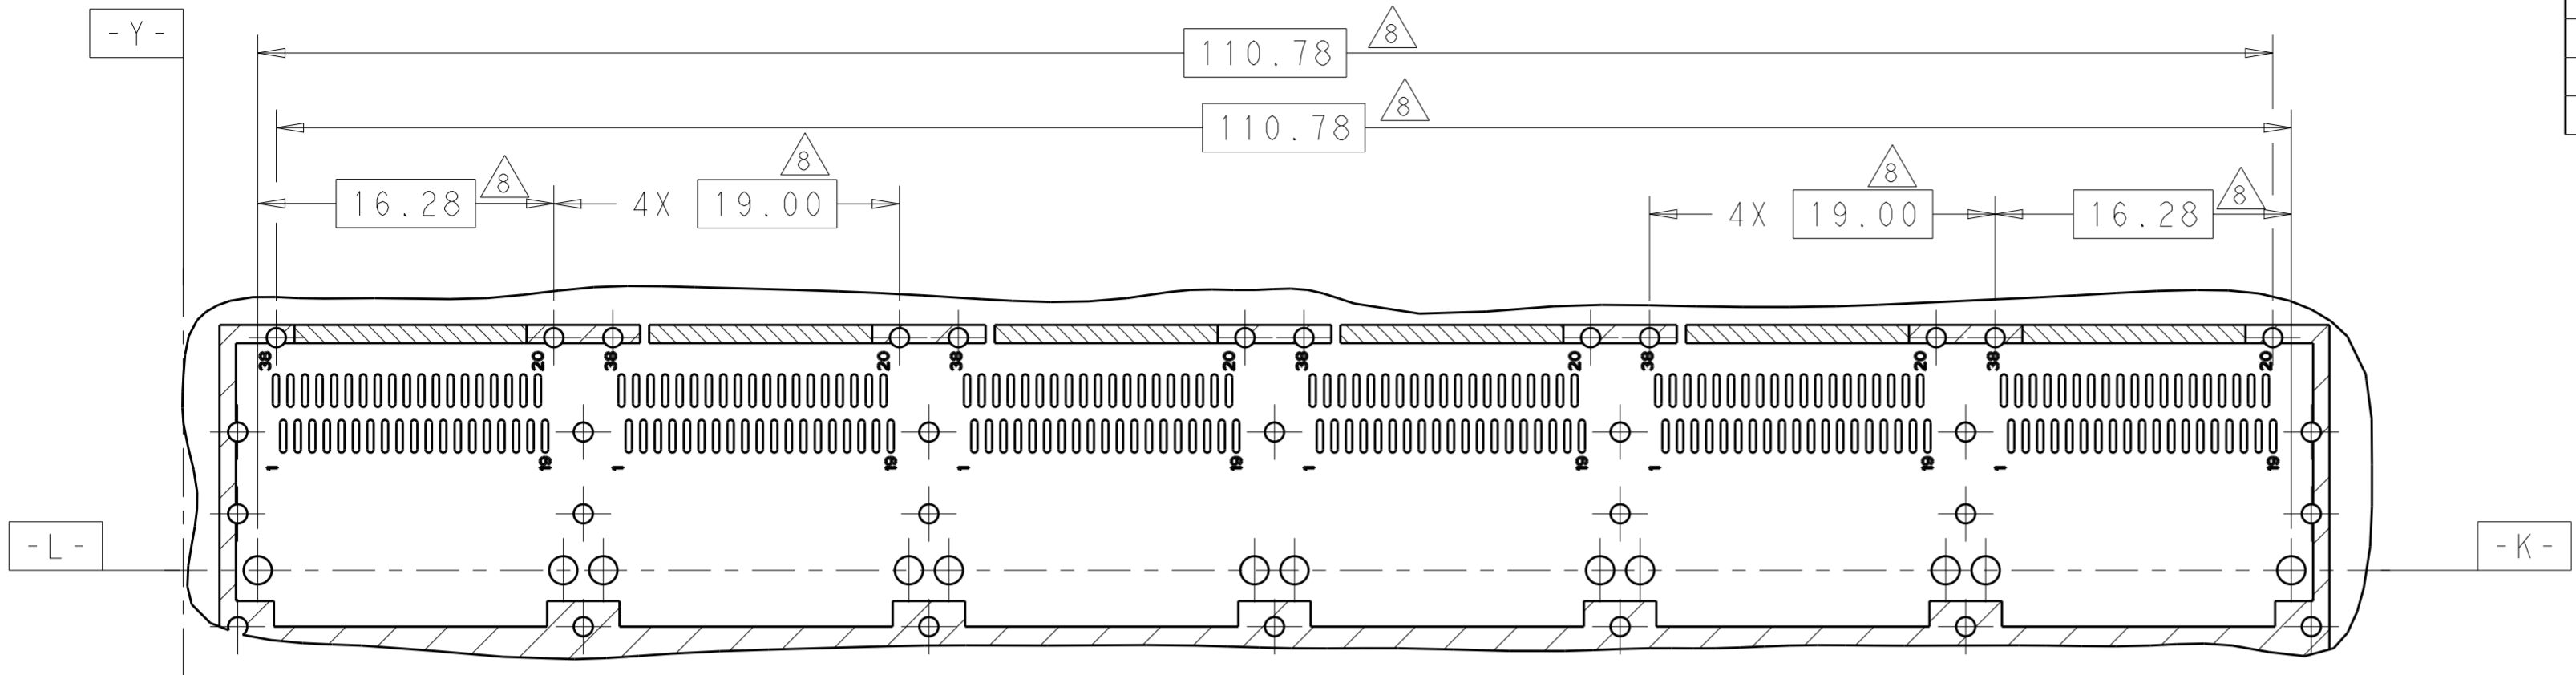 -Y-
110.78 8
110.78 8
16.28 8 4X 19.00 8 4X 19.00 8 16.28 8
38 20 38 20 38 20 38 20 38 20 38 20
1 19 1 19 1 19 1 19 1 19 1 19
-L- -K-